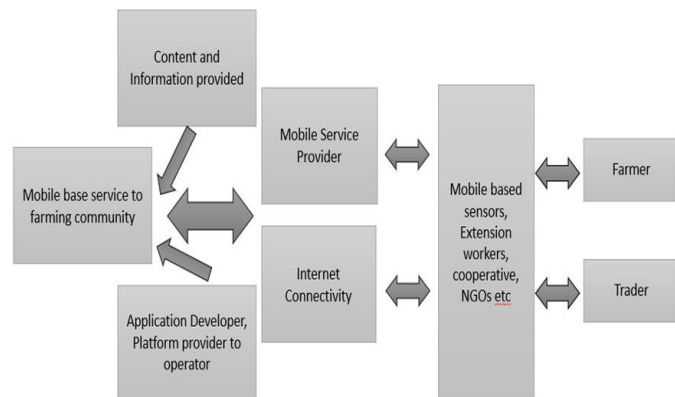 Content and
Information provided
Mobile base service to
farming community
Application Developer,
Platform provider to
operator
Mobile Service
Provider
Internet
Connectivity
Mobile based
sensors,
Extension
workers,
cooperative,
NGOs etc
Farmer
Trader